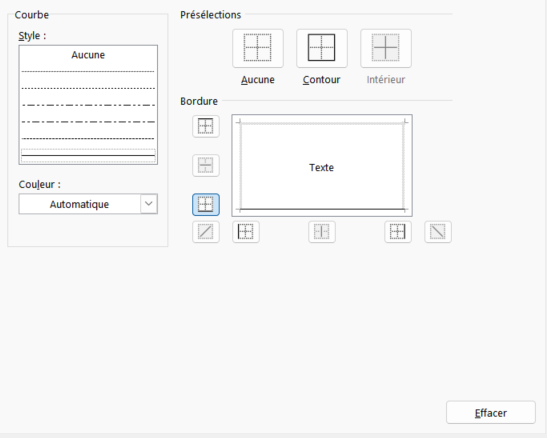 Courbe
Style :
Aucune
Couleur :
Automatique
Présélections
Aucune
Contour
Intérieur
Bordure
Texte
Effacer